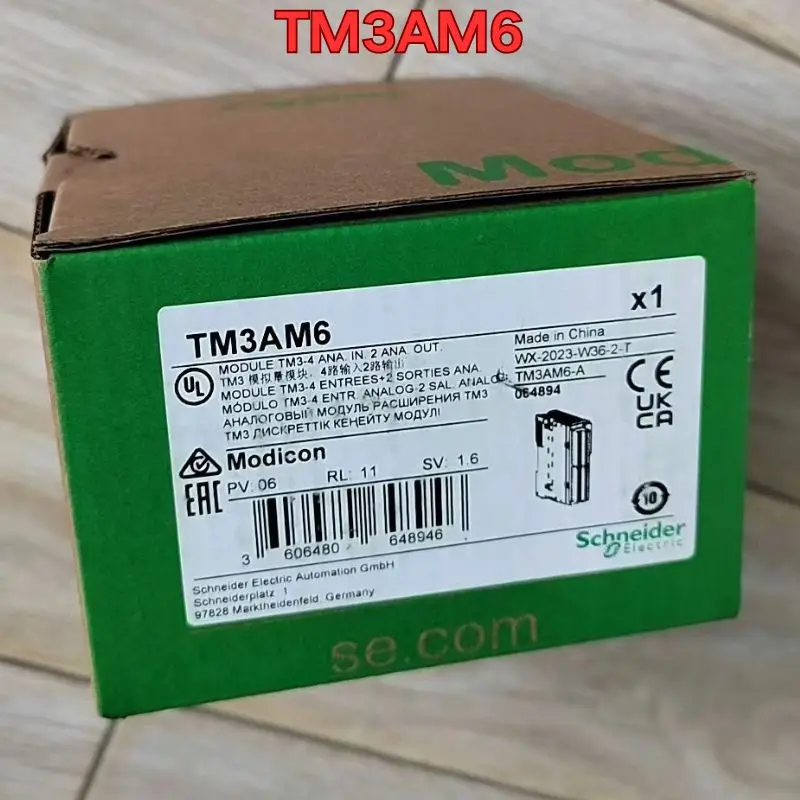 TM3AM6
Mod
TM3AM6
x1
MODULE TM3-4 ANA. IN. 2 ANA. OUT.
TM3 模拟量模块, 4路输入2路输出
MODULE TM3-4 ENTREES+2 SORTIES ANA
MÓDULO TM3-4 ENTR. ANALOG-2 SAL. ANALOG.
АНАЛОГОВЫЙ МОДУЛЬ РАСШИРЕНИЯ ТМ3
ТМ3 ДИСКРЕТТІК КЕҢЕЙТУ МОДУЛІ
Made in China
WX-2023-W36-2-T
TM3AM6-A
064894
UL
CE
UK
CA
Modicon
EAC
PV: 06 RL: 11 SV: 1.6
10
3 606480 648946
Schneider
Electric
Schneider Electric Automation GmbH
Schneiderplatz 1
97828 Marktheidenfeld, Germany
se.com